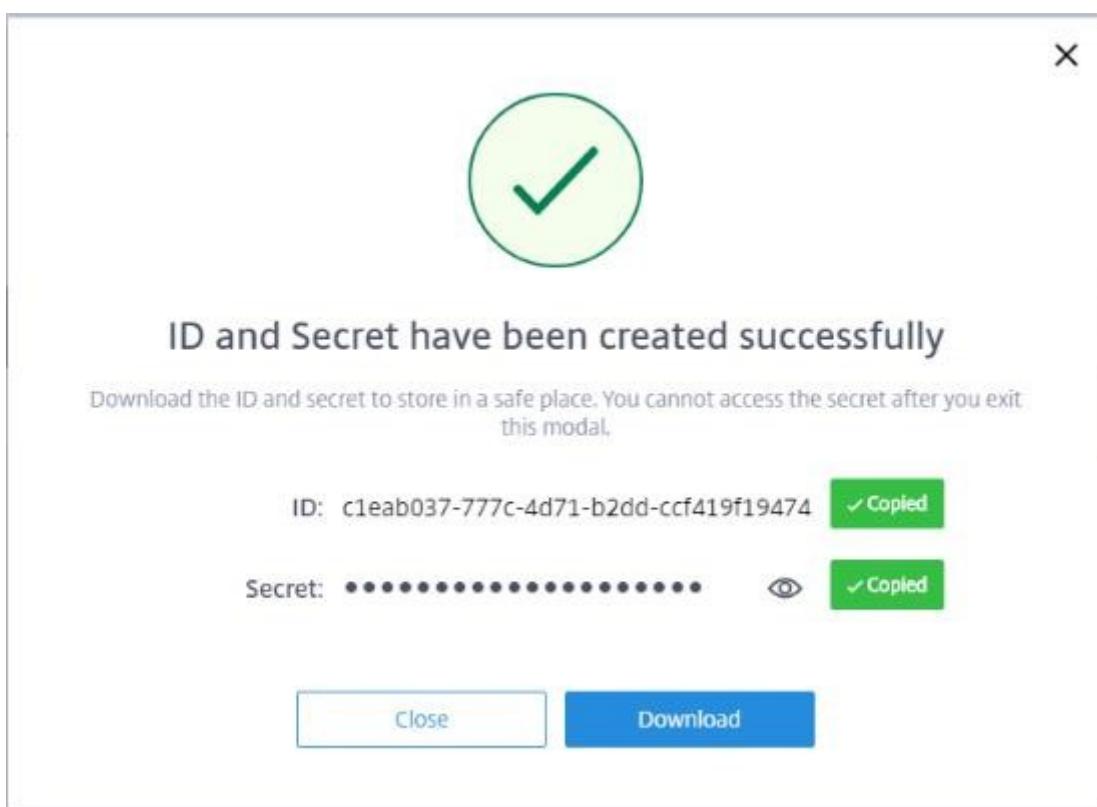 ID and Secret have been created successfully
Download the ID and secret to store in a safe place. You cannot access the secret after you exit
this modal.
ID: c1eab037-777c-4d71-b2dd-ccf419f19474 ✓ Copied
Secret: •••••••••••••••••••• ✓ Copied
Close Download